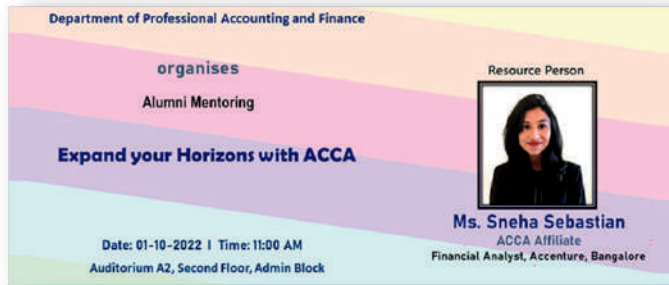 Department of Professional Accounting and Finance
organises
Alumni Mentoring
Expand your Horizons with ACCA
Date: 01-10-2022 | Time: 11:00 AM
Auditorium A2, Second Floor, Admin Block
Resource Person
Ms. Sneha Sebastian
ACCA Affiliate
Financial Analyst, Accenture, Bangalore